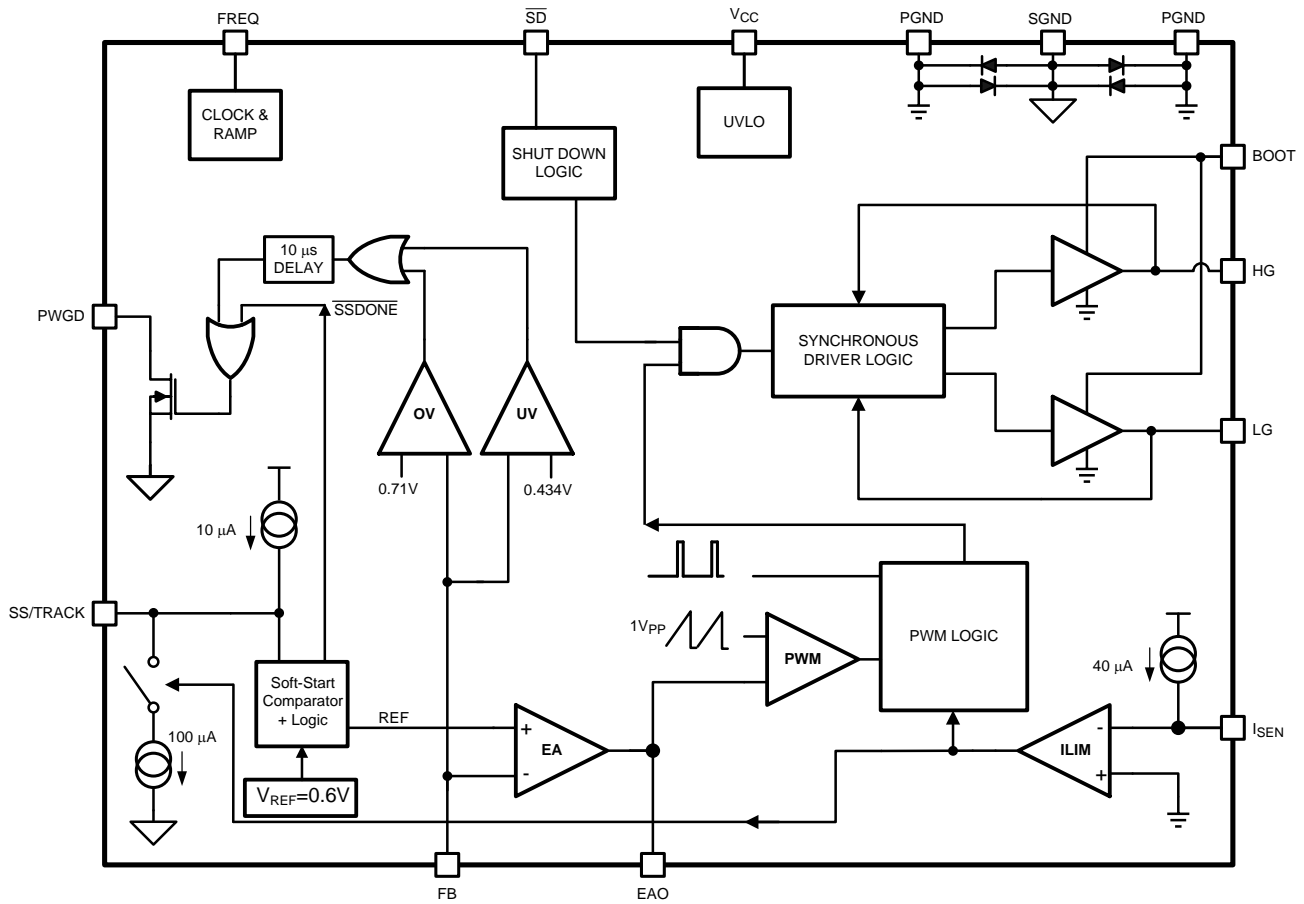 FREQ
SD
VCC
PGND
SGND
PGND
CLOCK &
RAMP
UVLO
SHUT DOWN
LOGIC
BOOT
10 μs
DELAY
HG
PWGD
SSDONE
SYNCHRONOUS
DRIVER LOGIC
OV
UV
LG
0.71V
0.434V
10 μA
SS/TRACK
1VPP
PWM
PWM LOGIC
40 μA
Soft-Start
Comparator
+ Logic
REF
+
EA
-
100 μA
VREF=0.6V
-
ILIM
+
ISEN
FB
EAO